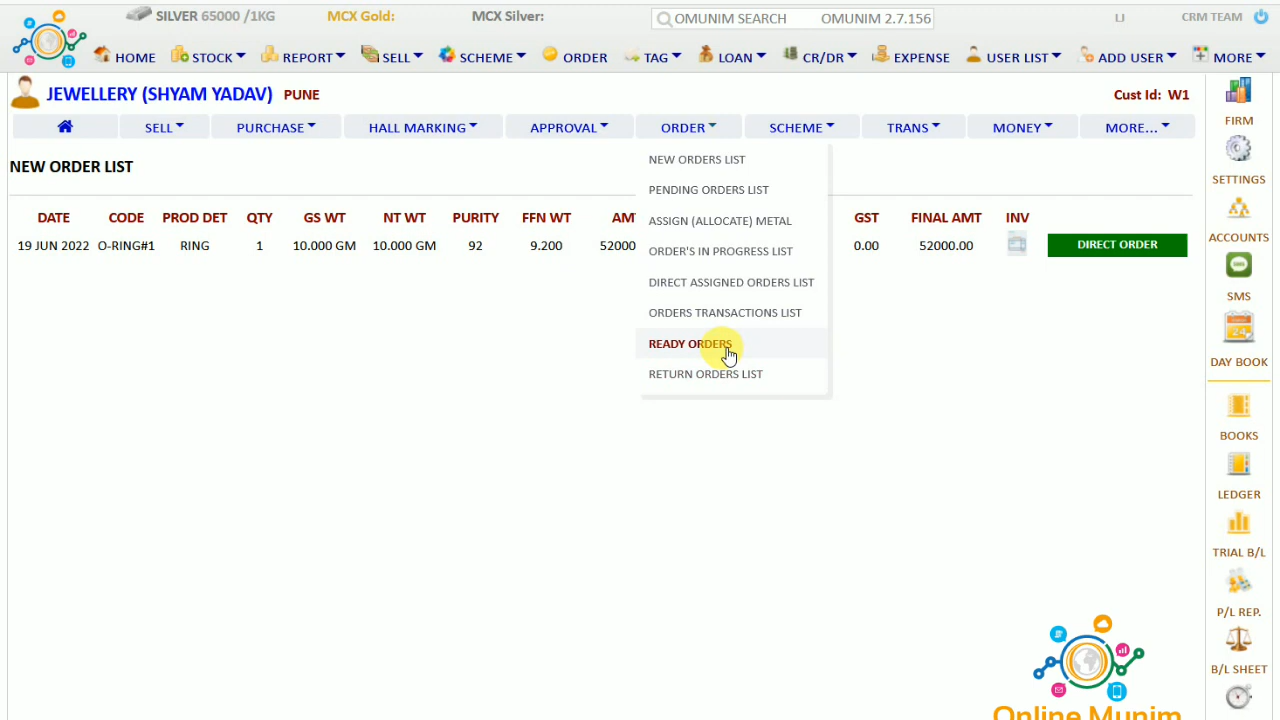 SILVER 65000 /1KG MCX Gold: MCX Silver: OMUNIM SEARCH OMUNIM 2.7.156 LJ CRM TEAM
HOME STOCK REPORT SELL SCHEME ORDER TAG LOAN CR/DR EXPENSE USER LIST ADD USER MORE
JEWELLERY (SHYAM YADAV) PUNE Cust Id: W1
SELL PURCHASE HALL MARKING APPROVAL ORDER SCHEME TRANS MONEY MORE...
NEW ORDER LIST
DATE CODE PROD DET QTY GS WT NT WT PURITY FFN WT AMT GST FINAL AMT INV
19 JUN 2022 O-RING#1 RING 1 10.000 GM 10.000 GM 92 9.200 52000 0.00 52000.00 DIRECT ORDER
NEW ORDERS LIST
PENDING ORDERS LIST
ASSIGN (ALLOCATE) METAL
ORDER'S IN PROGRESS LIST
DIRECT ASSIGNED ORDERS LIST
ORDERS TRANSACTIONS LIST
READY ORDERS
RETURN ORDERS LIST
FIRM
SETTINGS
ACCOUNTS
SMS
24
DAY BOOK
BOOKS
LEDGER
TRIAL B/L
P/L REP.
B/L SHEET
Online Munim